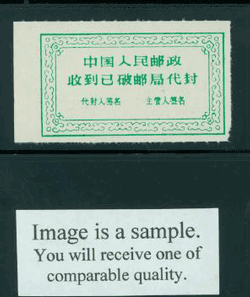 中国人民邮政
收到已破邮局代封
代封人签名 主管人签名
Image is a sample.
You will receive one of
comparable quality.